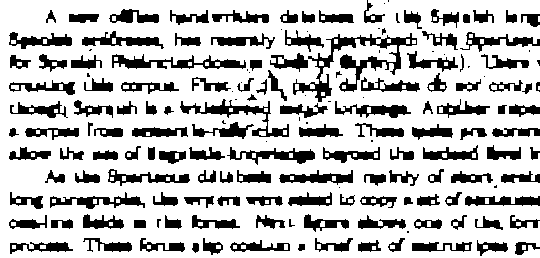 A new offline handwritten database for the Spanish lang
Spanish sentences, has recently been developed: the Spartacus
for Spanish Restricted-domain Task of Cursive Script). There
creating this corpus. First of all, most databases do not conta
though Spanish is a widespread major language. Another impor
a corpus from semantic-restricted tasks. These tasks are commo
allow the use of linguistic knowledge beyond the lexicon level in
As the Spartacus database consisted mainly of short sente
long paragraphs, the writers were asked to copy a set of sentences
one-line fields in the forms. Next figure shows one of the form
process. These forms also contain a brief set of instructions giv